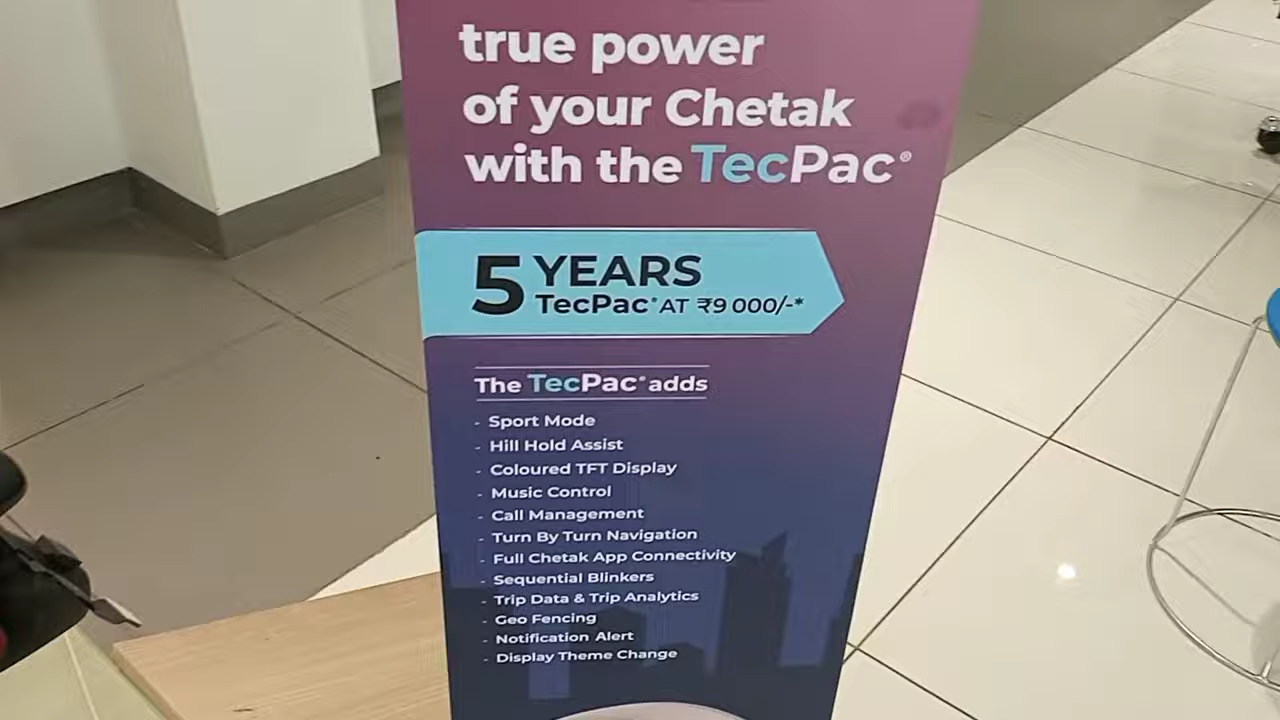 true power
of your Chetak
with the TecPac®
5 YEARS
TecPac® AT ₹9 000/-*
The TecPac® adds
- Sport Mode
- Hill Hold Assist
- Coloured TFT Display
- Music Control
- Call Management
- Turn By Turn Navigation
- Full Chetak App Connectivity
- Sequential Blinkers
- Trip Data & Trip Analytics
- Geo Fencing
- Notification Alert
- Display Theme Change